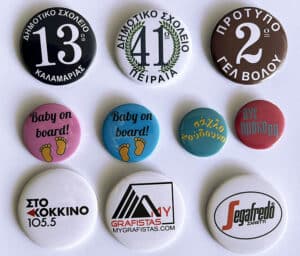 ΔΗΜΟΤΙΚΟ ΣΧΟΛΕΙΟ
13ο
ΚΑΛΑΜΑΡΙΑΣ
ΔΗΜΟΤΙΚΟ ΣΧΟΛΕΙΟ
41ο
ΠΕΙΡΑΙΑ
ΠΡΟΤΥΠΟ
2ο
ΓΕΛ ΒΟΛΟΥ
Baby on
board!
Baby on
board!
ΣΤΟ
ΚΟΚΚΙΝΟ
105.5
MY
GRAFISTAS
MYGRAFISTAS.COM
Segafredo
ZANETTI